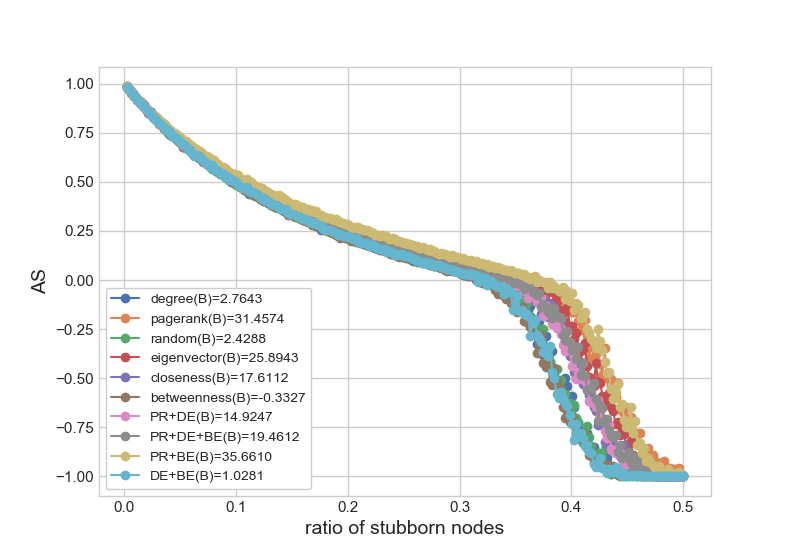 1.00
0.75
0.50
0.25
0.00
−0.25
−0.50
−0.75
−1.00
AS
degree(B)=2.7643
pagerank(B)=31.4574
random(B)=2.4288
eigenvector(B)=25.8943
closeness(B)=17.6112
betweenness(B)=-0.3327
PR+DE(B)=14.9247
PR+DE+BE(B)=19.4612
PR+BE(B)=35.6610
DE+BE(B)=1.0281
0.0 0.1 0.2 0.3 0.4 0.5
ratio of stubborn nodes